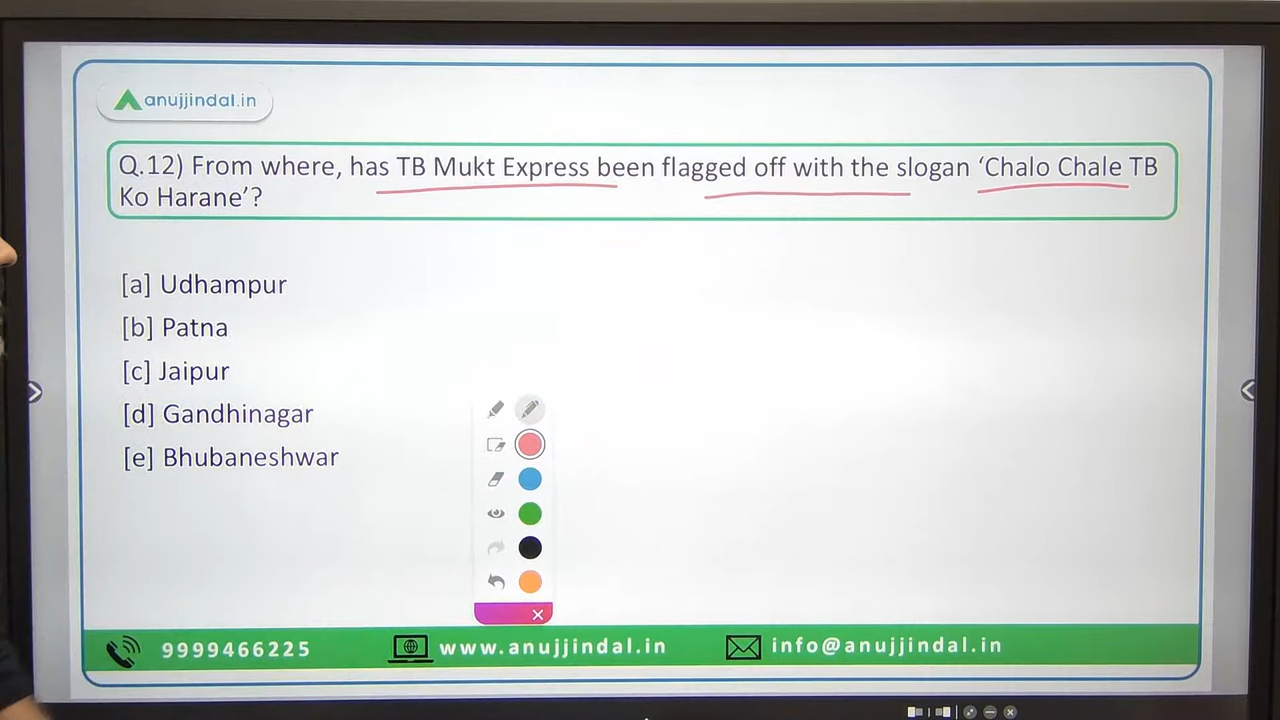 anujjindal.in
Q.12) From where, has TB Mukt Express been flagged off with the slogan ‘Chalo Chale TB
Ko Harane’?
[a] Udhampur
[b] Patna
[c] Jaipur
[d] Gandhinagar
[e] Bhubaneshwar
9999466225 www.anujjindal.in info@anujjindal.in